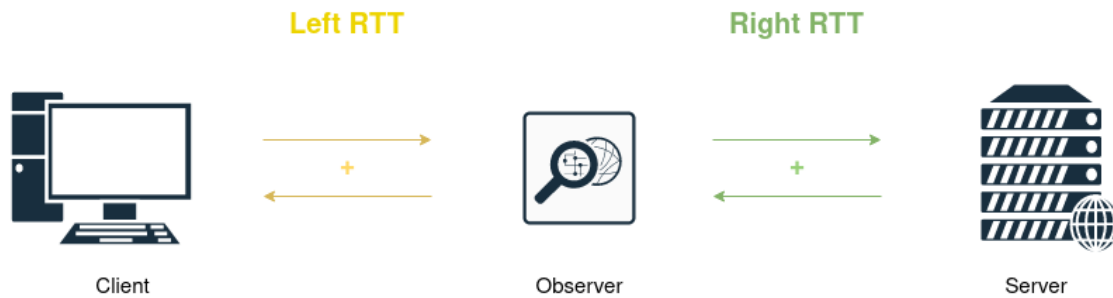 Left RTT
Right RTT
+
+
Client
Observer
Server